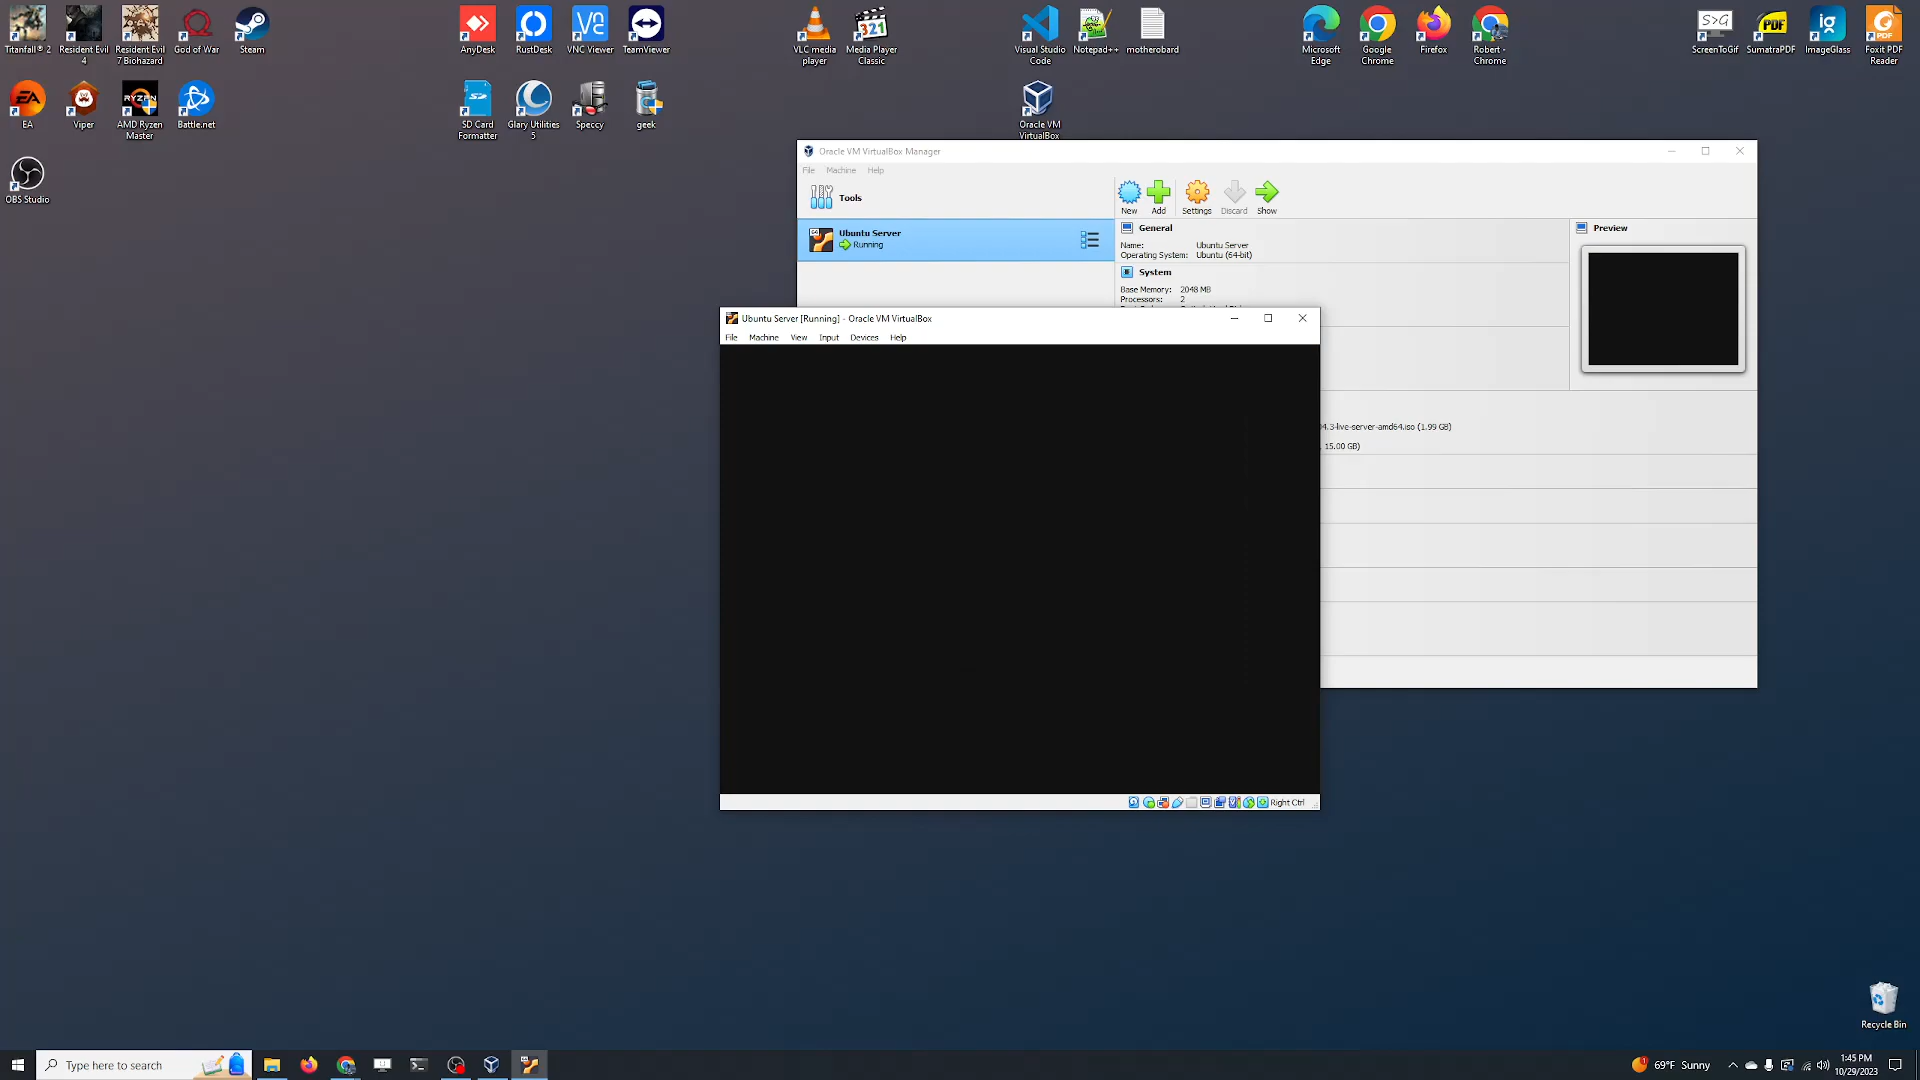 Titanfall® 2
Resident Evil
4
Resident Evil
7 Biohazard
God of War
Steam
AnyDesk
RustDesk
VNC Viewer
TeamViewer
VLC media
player
Media Player
Classic
Visual Studio
Code
Notepad++
motherobard
Microsoft
Edge
Google
Chrome
Firefox
Robert -
Chrome
ScreenToGif
SumatraPDF
ImageGlass
Foxit PDF
Reader
EA
Viper
AMD Ryzen
Master
Battle.net
SD Card
Formatter
Glary Utilities
5
Speccy
geek
Oracle VM
VirtualBox
OBS Studio
Oracle VM VirtualBox Manager
File Machine Help
Tools
New Add Settings Discard Show
Ubuntu Server
Running
General
Name: Ubuntu Server
Operating System: Ubuntu (64-bit)
System
Base Memory: 2048 MB
Processors: 2
Preview
Ubuntu Server [Running] - Oracle VM VirtualBox
File Machine View Input Devices Help
04.3-live-server-amd64.iso (1.99 GB)
15.00 GB)
Right Ctrl
Recycle Bin
Type here to search
69°F Sunny
1:45 PM
10/29/2023